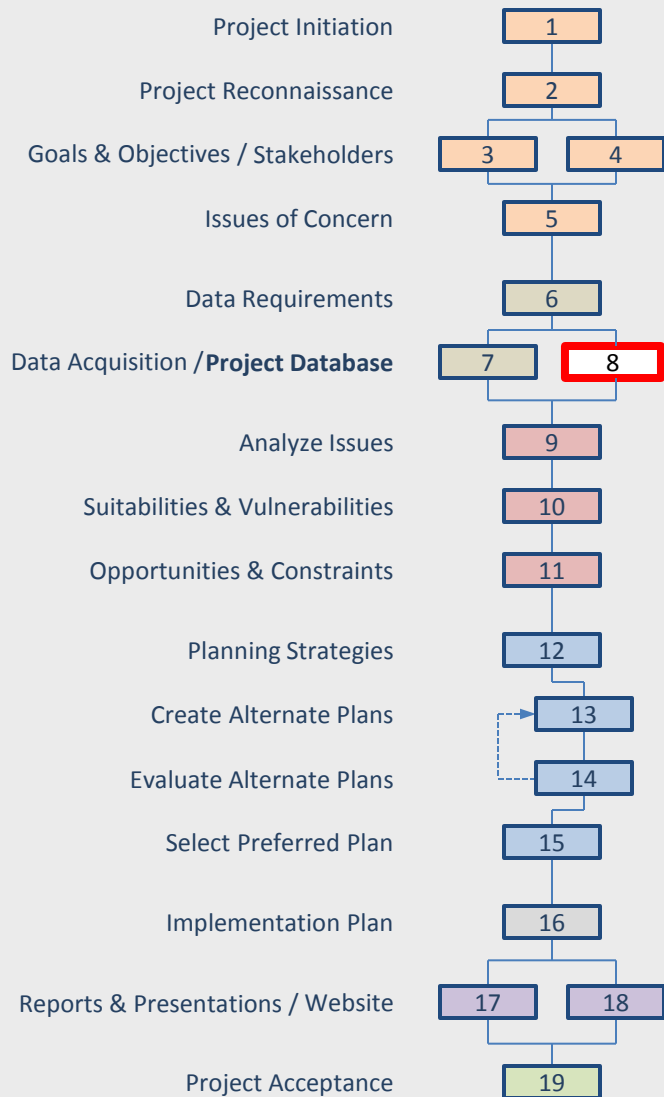 Project Initiation 1
Project Reconnaissance 2
Goals & Objectives / Stakeholders 3 4
Issues of Concern 5
Data Requirements 6
Data Acquisition /Project Database 7 8
Analyze Issues 9
Suitabilities & Vulnerabilities 10
Opportunities & Constraints 11
Planning Strategies 12
Create Alternate Plans 13
Evaluate Alternate Plans 14
Select Preferred Plan 15
Implementation Plan 16
Reports & Presentations / Website 17 18
Project Acceptance 19